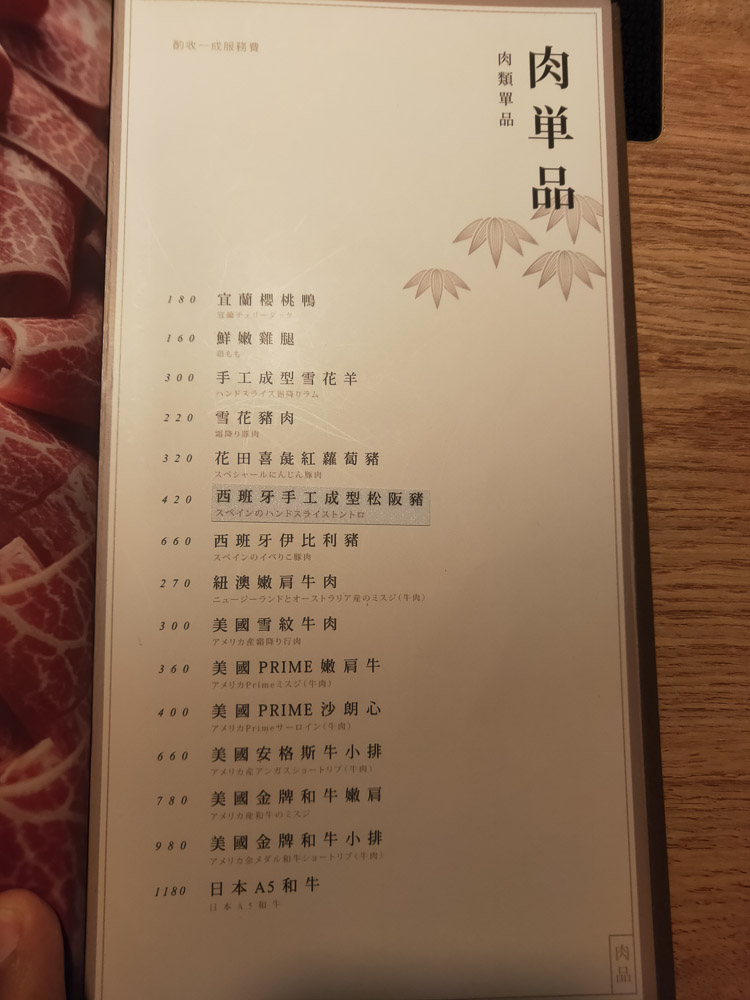 酌收一成服務費
肉単品
肉類單品
180 宜蘭櫻桃鴨
宜蘭チェリーダック
160 鮮嫩雞腿
鶏もも
300 手工成型雪花羊
ハンドスライス霜降りラム
220 雪花豬肉
霜降り豚肉
320 花田喜彘紅蘿蔔豬
スペシャールにんじん豚肉
420 西班牙手工成型松阪豬
スペインのハンドスライストントロ
660 西班牙伊比利豬
スペインのイベりこ豚肉
270 紐澳嫩肩牛肉
ニュージーランドとオーストラリア産のミスジ(牛肉)
300 美國雪紋牛肉
アメリカ産霜降り行肉
360 美國PRIME嫩肩牛
アメリカPrimeミスジ(牛肉)
400 美國PRIME沙朗心
アメリカPrimeサーロイン(牛肉)
660 美國安格斯牛小排
アメリカ産アンガスショートリブ(牛肉)
780 美國金牌和牛嫩肩
アメリカ産和牛のミスジ
980 美國金牌和牛小排
アメリカ金メダル和牛ショートリブ(牛肉)
1180 日本A5和牛
日本A5和牛
肉品